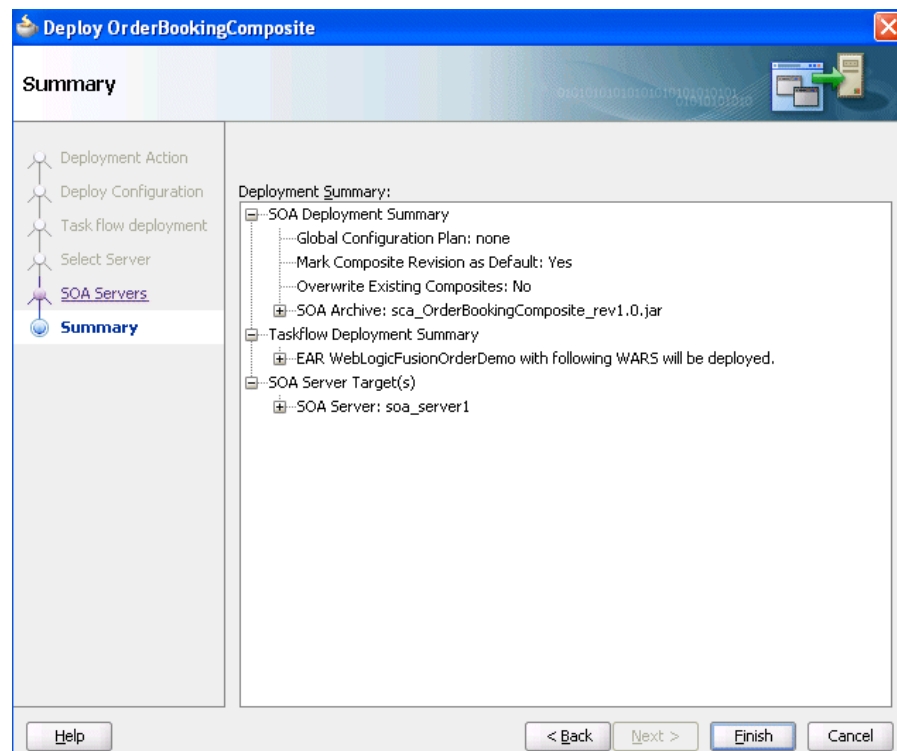 Deploy OrderBookingComposite
Summary
Deployment Action
Deploy Configuration
Task flow deployment
Select Server
SOA Servers
Summary
Deployment Summary:
SOA Deployment Summary
Global Configuration Plan: none
Mark Composite Revision as Default: Yes
Overwrite Existing Composites: No
SOA Archive: sca_OrderBookingComposite_rev1.0.jar
Taskflow Deployment Summary
EAR WebLogicFusionOrderDemo with following WARS will be deployed.
SOA Server Target(s)
SOA Server: soa_server1
Help
< Back
Next >
Finish
Cancel